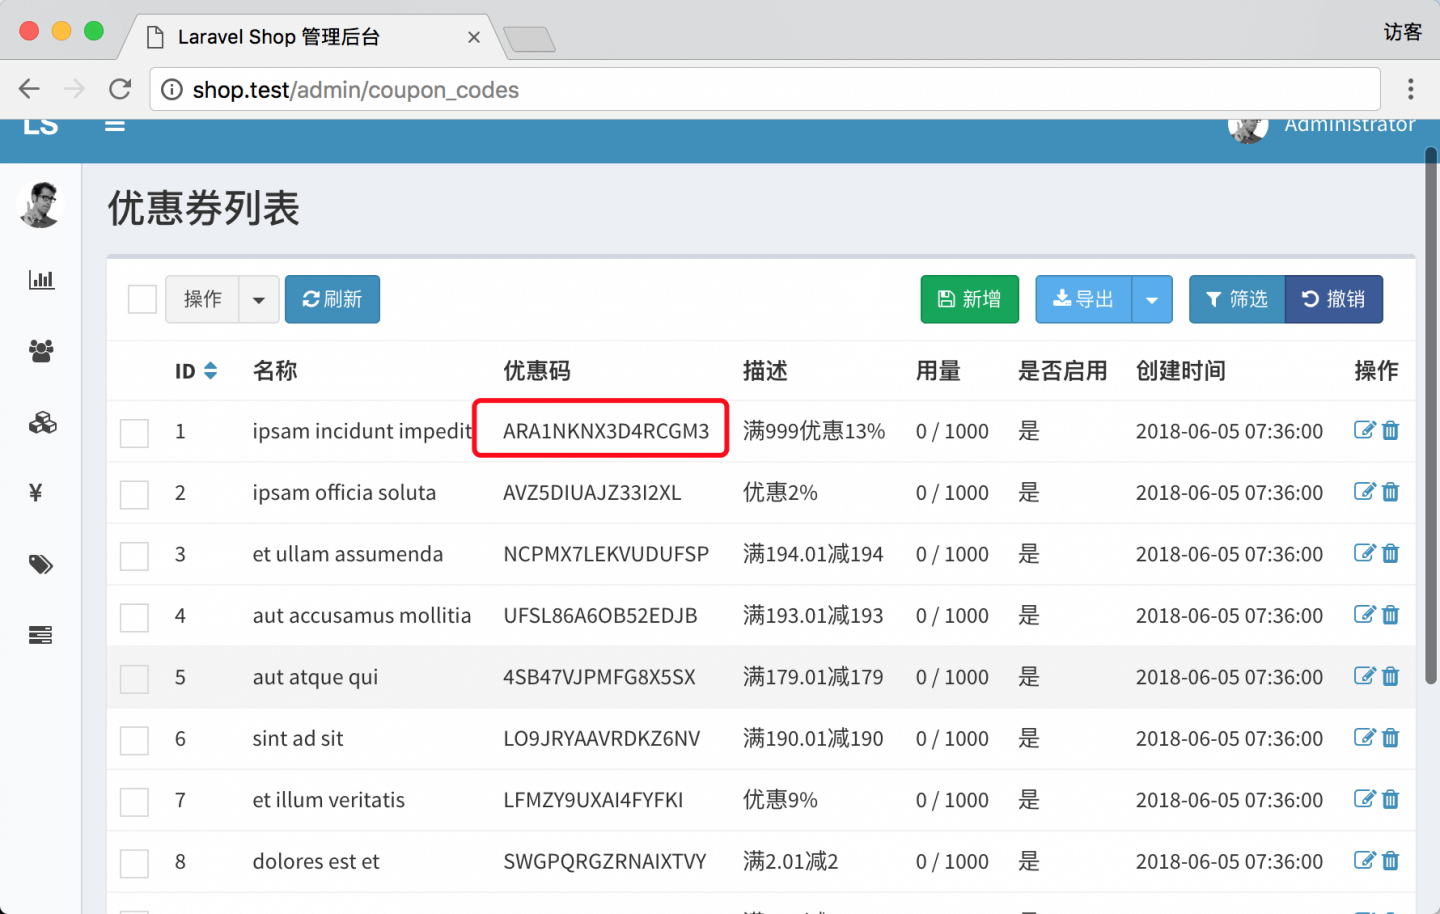 Laravel Shop 管理后台
访客
shop.test/admin/coupon_codes
LS
Administrator
优惠券列表
操作 刷新 新增 导出 筛选 撤销
ID 名称 优惠码 描述 用量 是否启用 创建时间 操作
1 ipsam incidunt impedit ARA1NKNX3D4RCGM3 满999优惠13% 0 / 1000 是 2018-06-05 07:36:00
2 ipsam officia soluta AVZ5DIUAJZ33I2XL 优惠2% 0 / 1000 是 2018-06-05 07:36:00
3 et ullam assumenda NCPMX7LEKVUDUFSP 满194.01减194 0 / 1000 是 2018-06-05 07:36:00
4 aut accusamus mollitia UFSL86A6OB52EDJB 满193.01减193 0 / 1000 是 2018-06-05 07:36:00
5 aut atque qui 4SB47VJPMFG8X5SX 满179.01减179 0 / 1000 是 2018-06-05 07:36:00
6 sint ad sit LO9JRYAAVRDKZ6NV 满190.01减190 0 / 1000 是 2018-06-05 07:36:00
7 et illum veritatis LFMZY9UXAI4FYFKI 优惠9% 0 / 1000 是 2018-06-05 07:36:00
8 dolores est et SWGPQRGZRNAIXTVY 满2.01减2 0 / 1000 是 2018-06-05 07:36:00